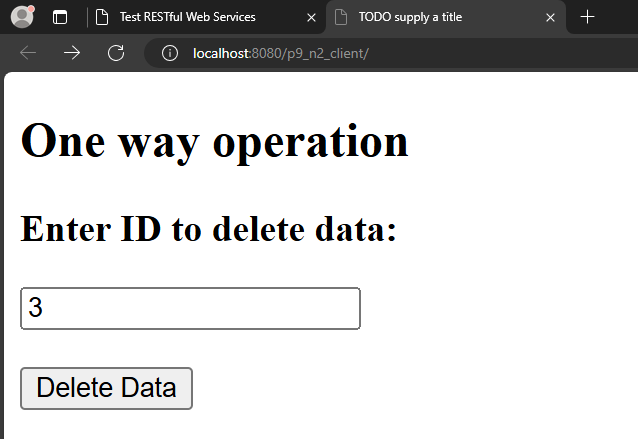 Test RESTful Web Services
TODO supply a title
localhost:8080/p9_n2_client/
One way operation
Enter ID to delete data:
3
Delete Data